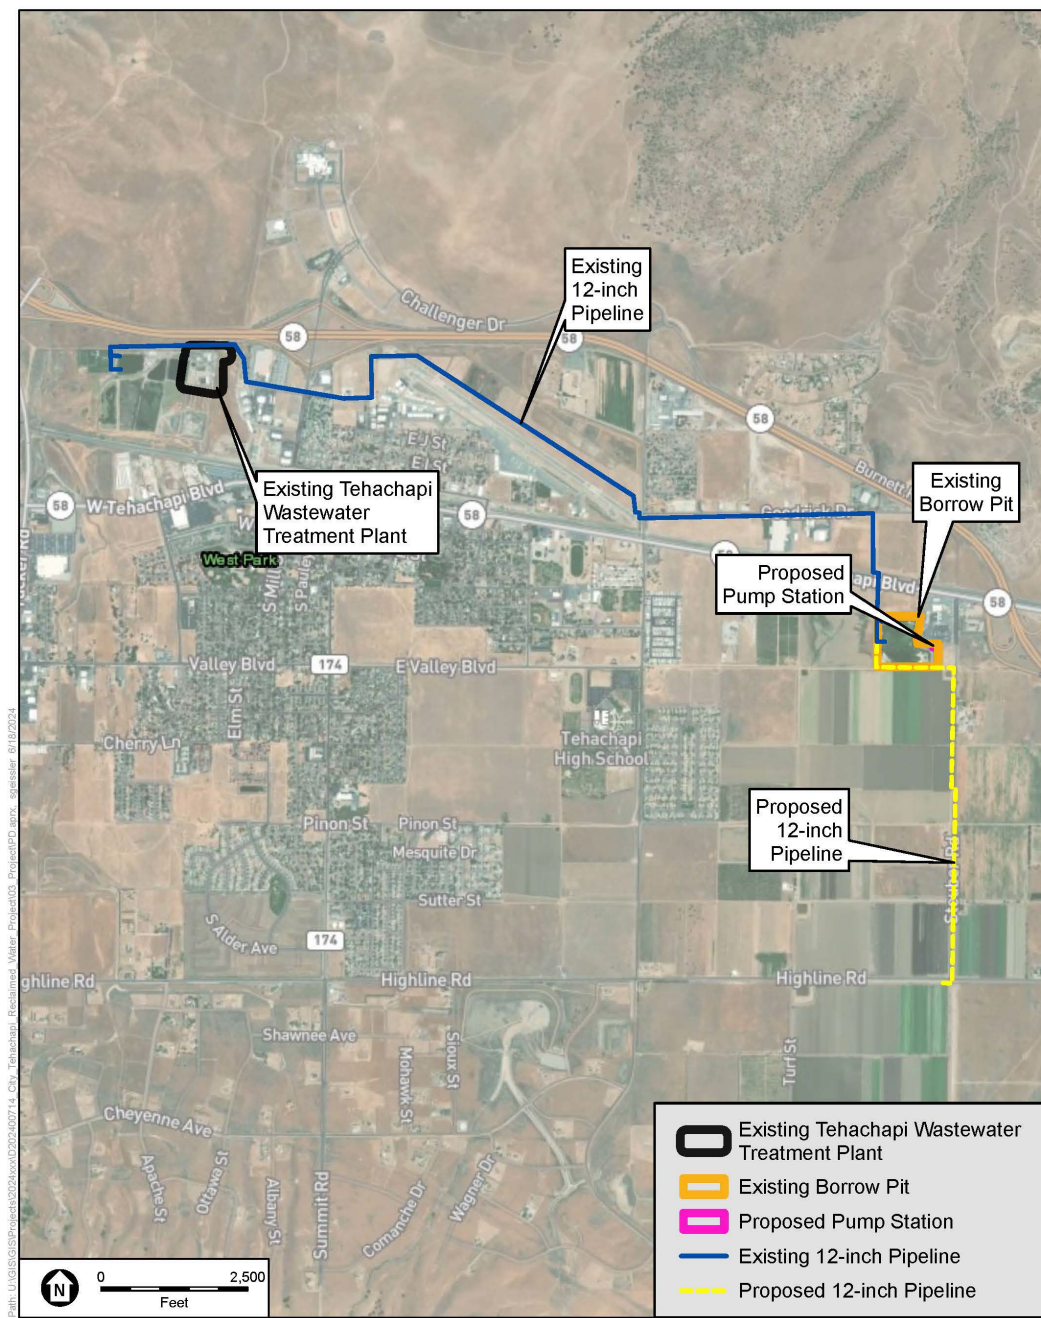 Existing
12-inch
Pipeline
Challenger Dr
58
58
58
E J St
Existing
Borrow Pit
Existing Tehachapi
Wastewater
Treatment Plant
58
W Tehachapi Blvd
58
Goodrick Dr
West Park
S Mill
S Pauley
Proposed
Pump Station
58
Valley Blvd
174
E Valley Blvd
Elm St
Cherry Ln
Tehachapi
High School
Proposed
12-inch
Pipeline
Pinon St
Pinon St
Mesquite Dr
Sutter St
S Alder Ave
174
Highline Rd
Highline Rd
Shawnee Ave
Sioux St
Mohawk St
Turf St
Cheyenne Ave
Apache St
Ottawa St
Albany St
Summit Rd
Comanche Dr
Wagner Dr
Existing Tehachapi Wastewater
Treatment Plant
Existing Borrow Pit
Proposed Pump Station
Existing 12-inch Pipeline
Proposed 12-inch Pipeline
N
0 2,500
Feet